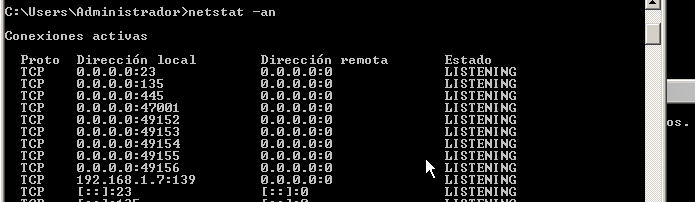 C:\Users\Administrador>netstat -an
Conexiones activas
Proto Dirección local Dirección remota Estado
TCP 0.0.0.0:23 0.0.0.0:0 LISTENING
TCP 0.0.0.0:135 0.0.0.0:0 LISTENING
TCP 0.0.0.0:445 0.0.0.0:0 LISTENING
TCP 0.0.0.0:47001 0.0.0.0:0 LISTENING
TCP 0.0.0.0:49152 0.0.0.0:0 LISTENING
TCP 0.0.0.0:49153 0.0.0.0:0 LISTENING
os.
TCP 0.0.0.0:49154 0.0.0.0:0 LISTENING
TCP 0.0.0.0:49155 0.0.0.0:0 LISTENING
TCP 0.0.0.0:49156 0.0.0.0:0 LISTENING
TCP 192.168.1.7:139 0.0.0.0:0 LISTENING
TCP [::]:23 [::]:0 LISTENING
TCP [::]:135 [::]:0 LISTENING